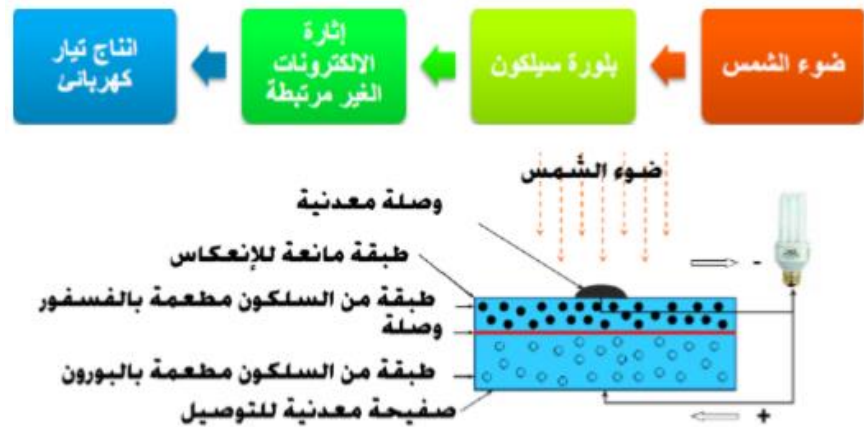 ضوء الشمس
بلورة سيلكون
إثارة
الالكترونات
الغير مرتبطة
انتاج تيار
كهربائئ
ضوء الشمس
وصلة معدنية
طبقة مانعة للإنعكاس
طبقة من السلكون مطعمة بالفسفور
وصلة
طبقة من السلكون مطعمة بالبورون
صفيحة معدنية للتوصيل
-
+